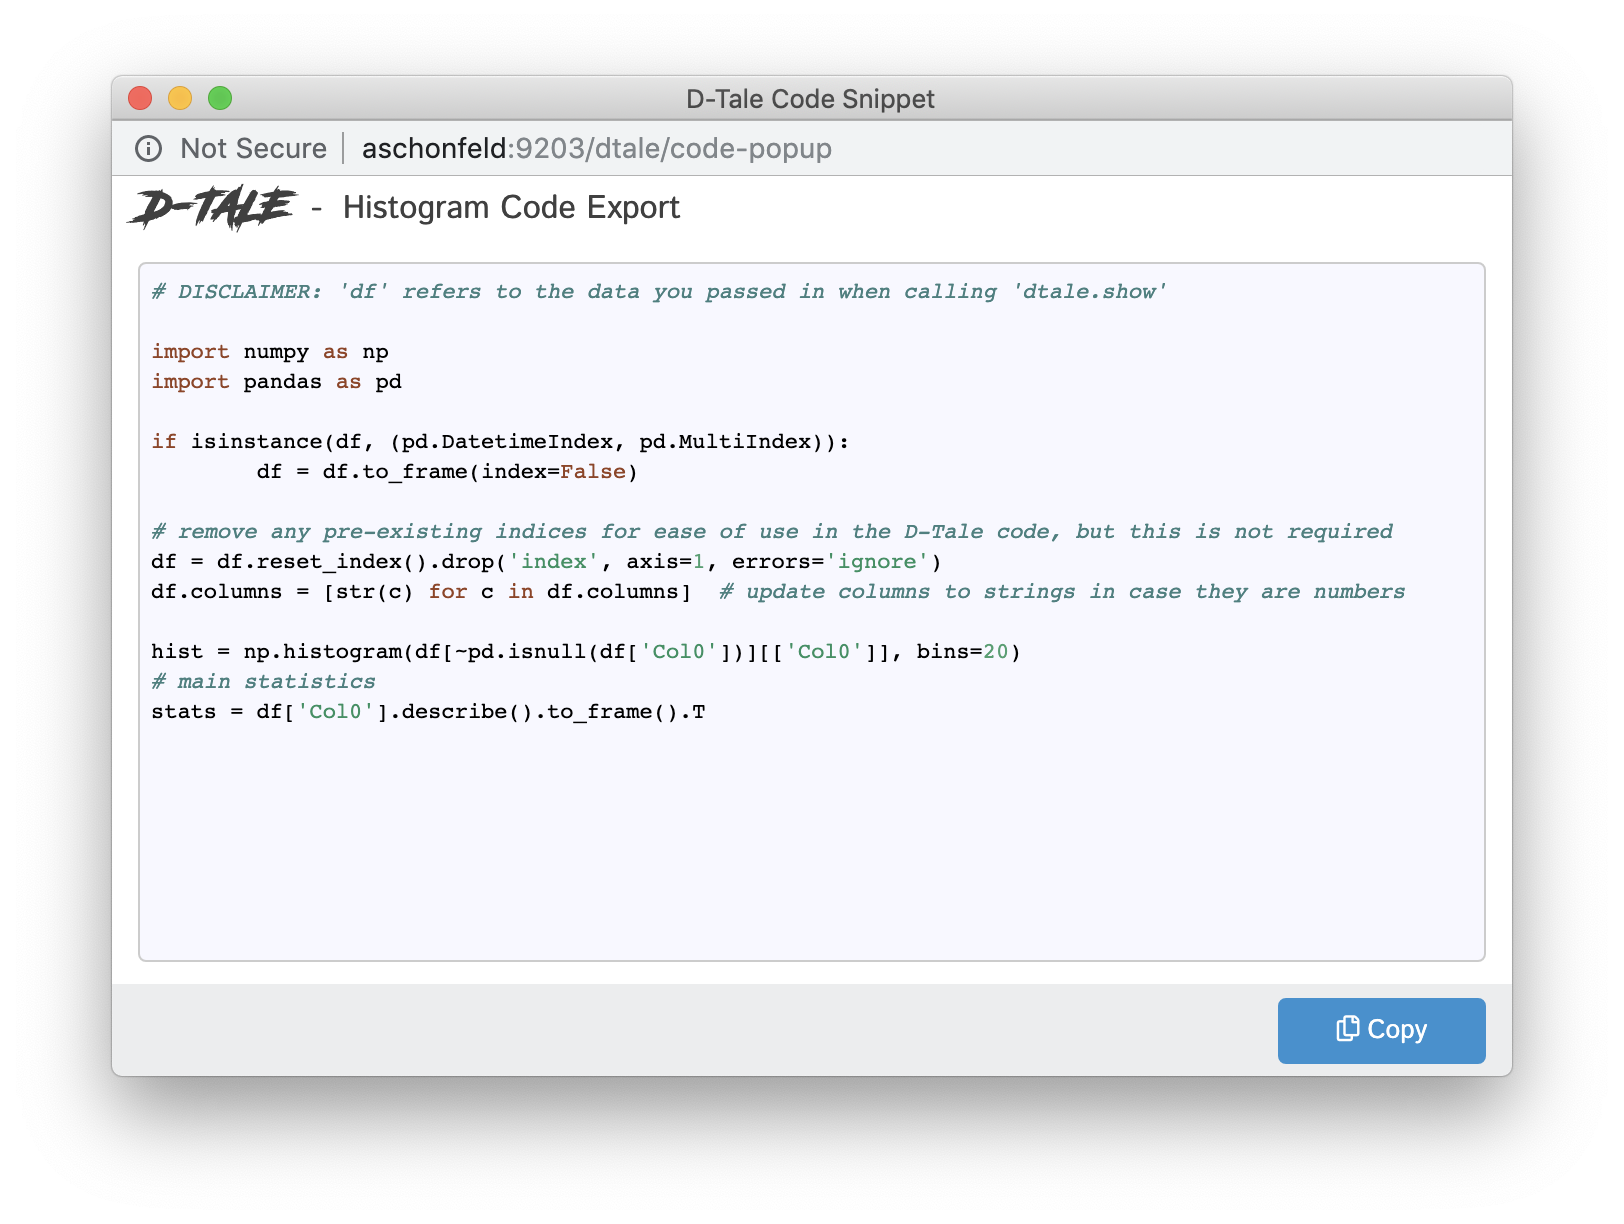 D-Tale Code Snippet
Not Secure | aschonfeld:9203/dtale/code-popup
D-TALE - Histogram Code Export
# DISCLAIMER: 'df' refers to the data you passed in when calling 'dtale.show'
import numpy as np
import pandas as pd
if isinstance(df, (pd.DatetimeIndex, pd.MultiIndex)):
        df = df.to_frame(index=False)
# remove any pre-existing indices for ease of use in the D-Tale code, but this is not required
df = df.reset_index().drop('index', axis=1, errors='ignore')
df.columns = [str(c) for c in df.columns]  # update columns to strings in case they are numbers
hist = np.histogram(df[~pd.isnull(df['Col0'])][['Col0']], bins=20)
# main statistics
stats = df['Col0'].describe().to_frame().T
Copy